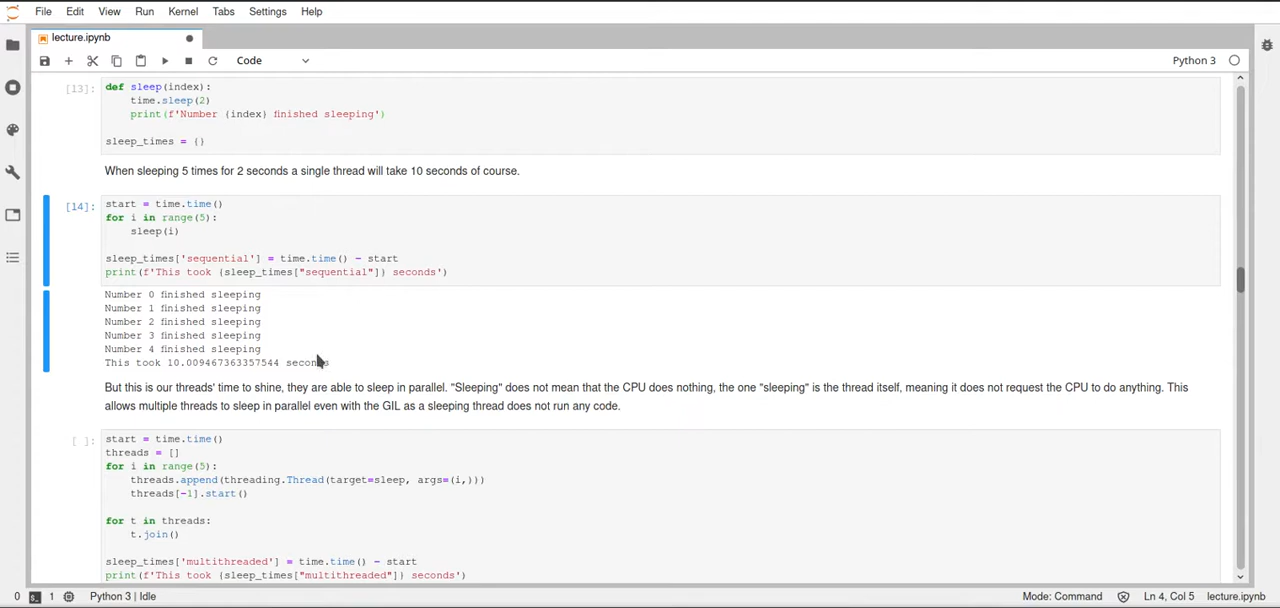 File Edit View Run Kernel Tabs Settings Help
lecture.ipynb
Code
Python 3
[13]:
def sleep(index):
time.sleep(2)
print(f'Number {index} finished sleeping')
sleep_times = {}
When sleeping 5 times for 2 seconds a single thread will take 10 seconds of course.
[14]:
start = time.time()
for i in range(5):
sleep(i)
sleep_times['sequential'] = time.time() - start
print(f'This took {sleep_times["sequential"]} seconds')
Number 0 finished sleeping
Number 1 finished sleeping
Number 2 finished sleeping
Number 3 finished sleeping
Number 4 finished sleeping
This took 10.009467363357544 seconds
But this is our threads' time to shine, they are able to sleep in parallel. "Sleeping" does not mean that the CPU does nothing, the one "sleeping" is the thread itself, meaning it does not request the CPU to do anything. This
allows multiple threads to sleep in parallel even with the GIL as a sleeping thread does not run any code.
[ ]:
start = time.time()
threads = []
for i in range(5):
threads.append(threading.Thread(target=sleep, args=(i,)))
threads[-1].start()
for t in threads:
t.join()
sleep_times['multithreaded'] = time.time() - start
print(f'This took {sleep_times["multithreaded"]} seconds')
0 1 Python 3 | Idle Mode: Command Ln 4, Col 5 lecture.ipynb